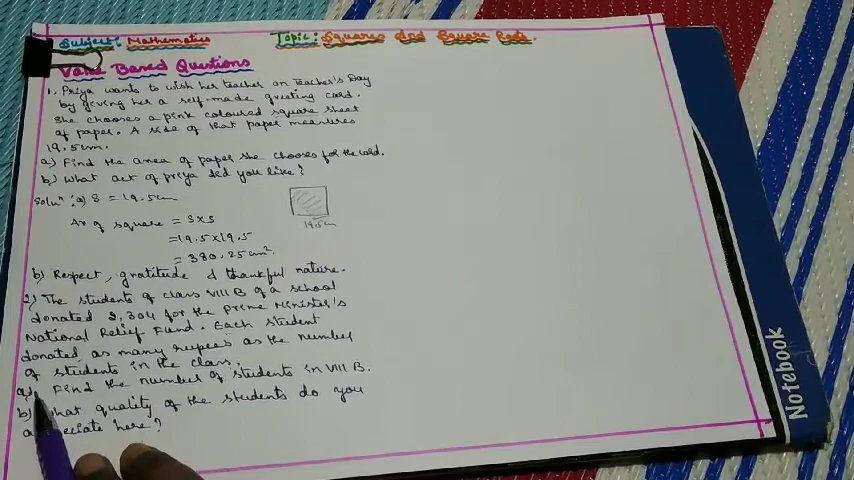 Subject: Mathematics
Topic: Squares and Square Roots.
Value Based Questions
1. Priya wants to wish her teacher on Teacher's Day
by giving her a self-made greeting card.
She chooses a pink coloured square sheet
of paper. A side of that paper measures
19.5cm.
a) Find the area of paper she chooses for the card.
b) What act of priya did you like?
Soluⁿ: a) S = 19.5cm
Ar of square = S×S
= 19.5×19.5
= 380.25cm².
19.5cm
b) Respect, gratitude & thankful nature.
2) The students of class VIII B of a school
donated 2,304 for the prime Minister's
National Relief Fund. Each student
donated as many rupees as the number
of students in the class.
a) Find the number of students in VIII B.
b) What quality of the students do you
appreciate here?
Notebook